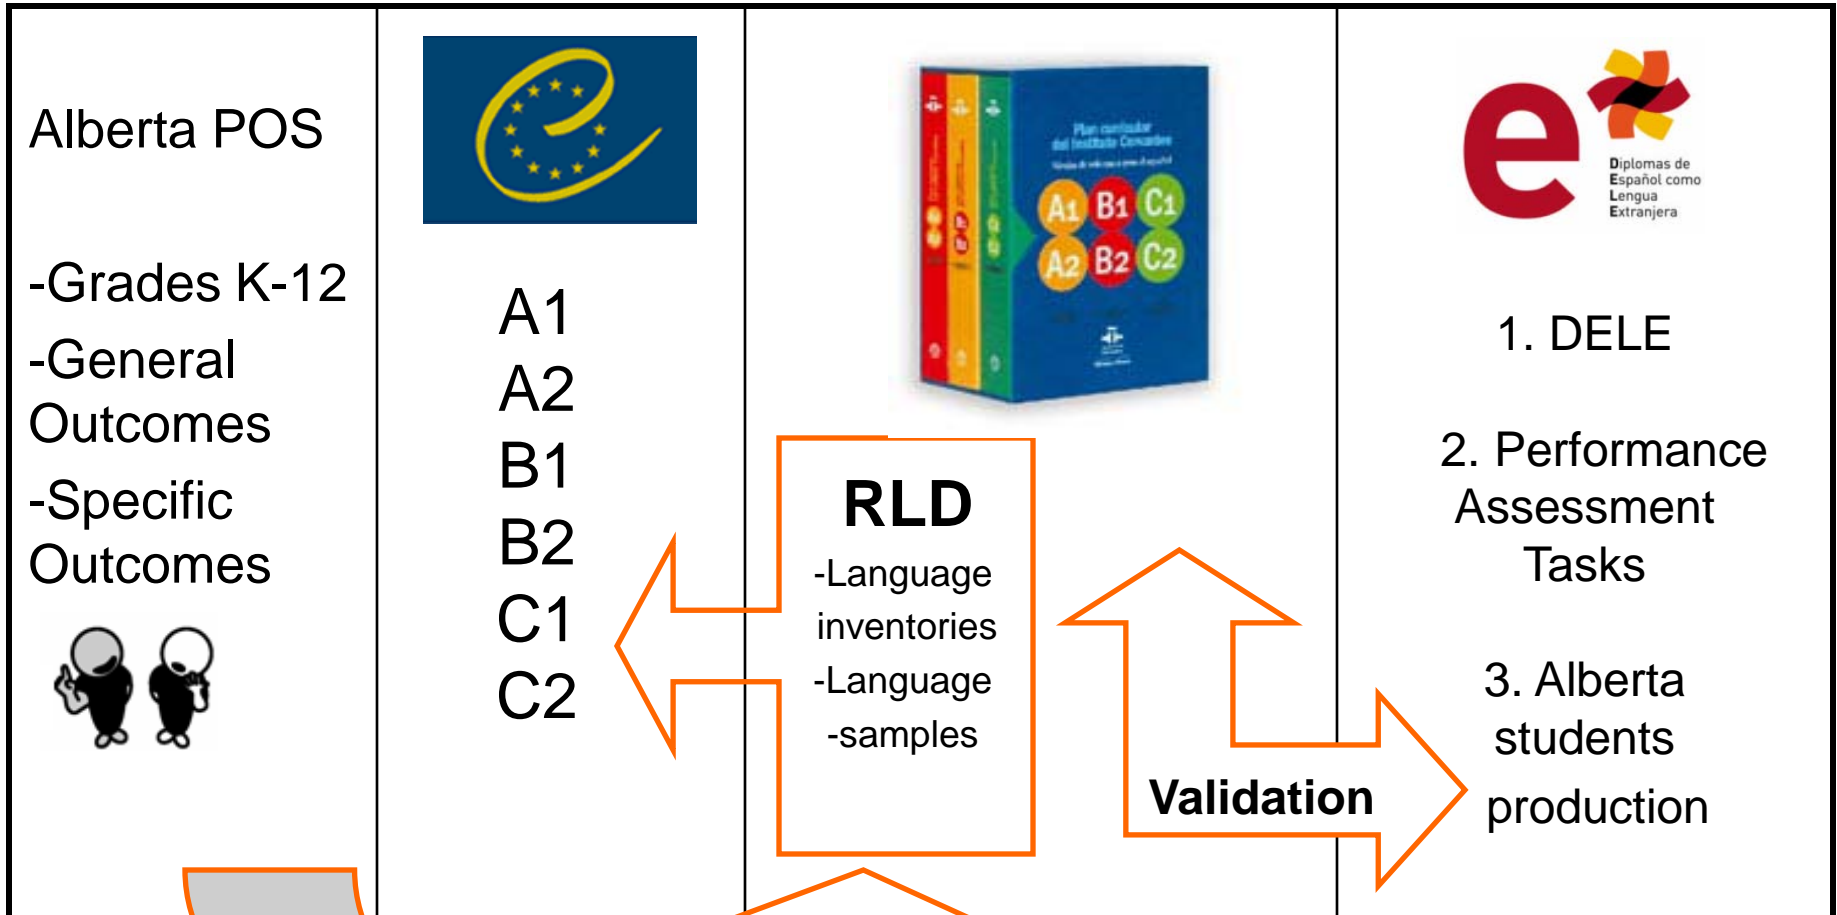 Alberta POS
-Grades K-12
-General
Outcomes
-Specific
Outcomes
A1
A2
B1
B2
C1
C2
Plan curricular
del Instituto Cervantes
A1 B1 C1
A2 B2 C2
RLD
-Language
inventories
-Language
-samples
Validation
e
Diplomas de
Español como
Lengua
Extranjera
1. DELE
2. Performance
Assessment
Tasks
3. Alberta
students
production